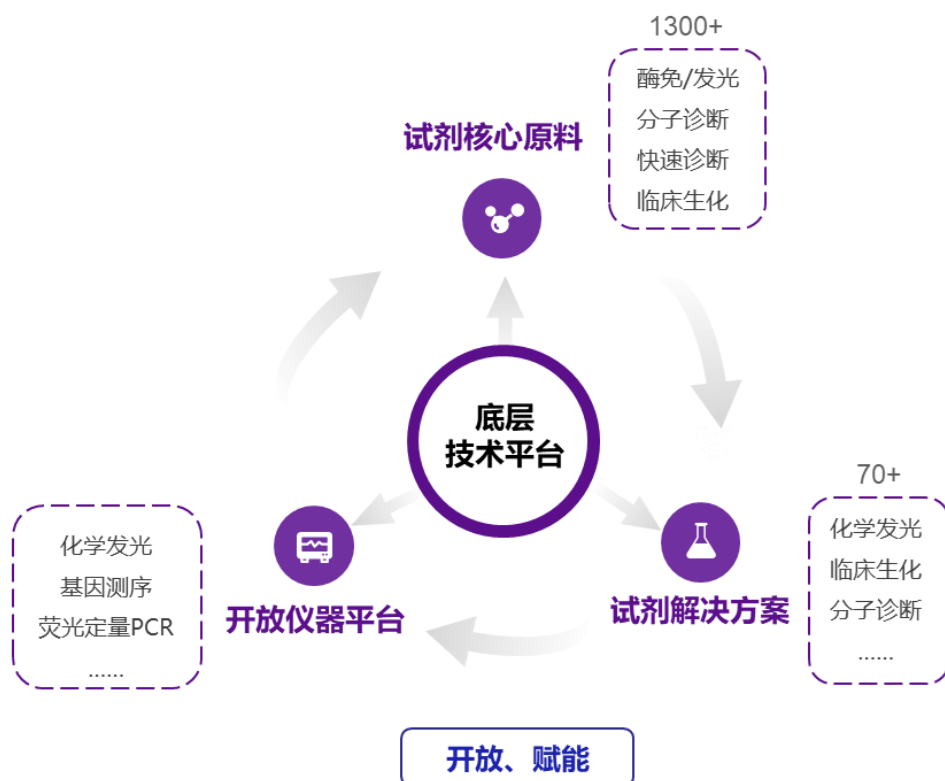 1300+
酶免/发光
分子诊断
快速诊断
临床生化
试剂核心原料
底层
技术平台
70+
化学发光
临床生化
分子诊断
......
试剂解决方案
化学发光
基因测序
荧光定量PCR
......
开放仪器平台
开放、赋能